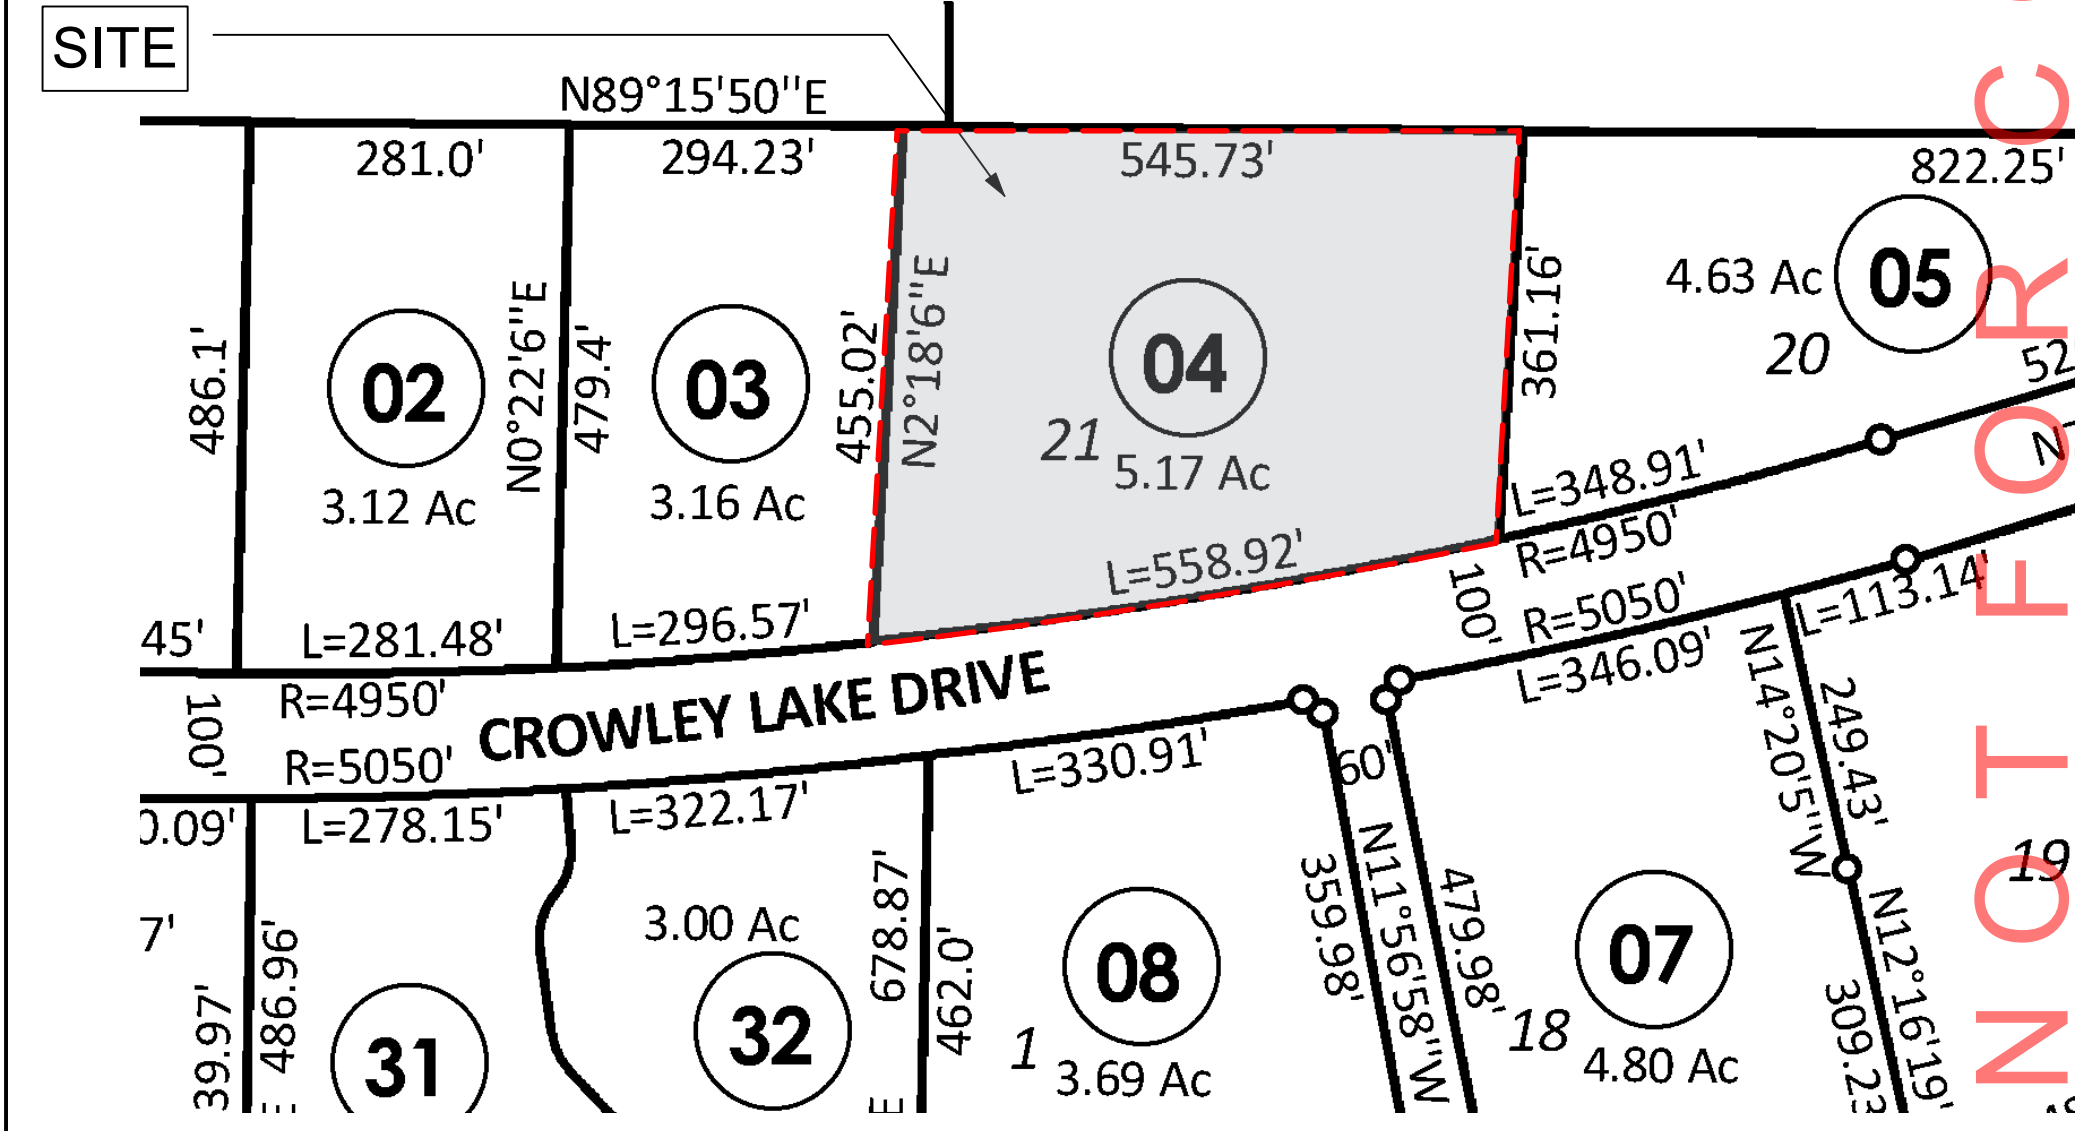 SITE
N89°15'50"E
281.0'
294.23'
545.73'
822.25'
486.1'
02
3.12 Ac
N0°22'6"E
479.4'
03
3.16 Ac
455.02'
N2°18'6"E
04
21
5.17 Ac
361.16'
4.63 Ac
05
20
45'
L=281.48'
L=296.57'
L=558.92'
L=348.91'
R=4950'
100'
R=4950'
R=5050'
100'
R=5050'
CROWLEY LAKE DRIVE
L=278.15'
L=322.17'
L=330.91'
60'
L=346.09'
L=113.14'
N14°20'5"W
249.43'
7'
39.97'
486.96'
E
31
3.00 Ac
32
678.87'
E
462.0'
08
1
3.69 Ac
359.98'
N11°56'58"W
479.98'
07
18
4.80 Ac
19
N12°16'19"
309.23
NOT FOR C